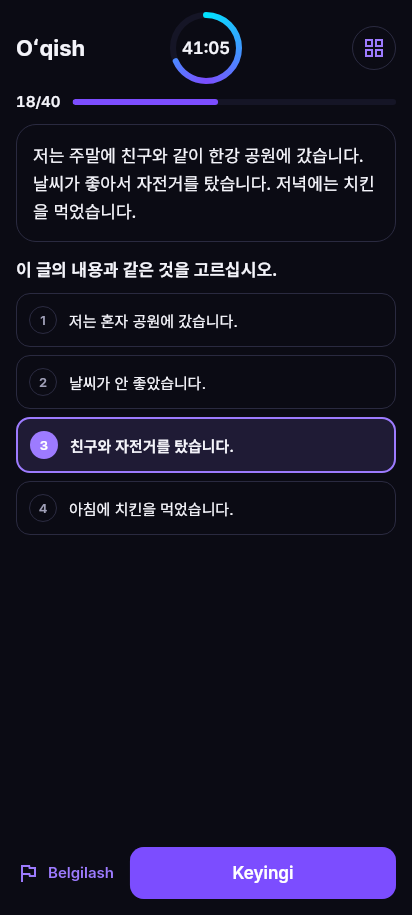 Oʻqish
41:05
18/40
저는 주말에 친구와 같이 한강 공원에 갔습니다.
날씨가 좋아서 자전거를 탔습니다. 저녁에는 치킨
을 먹었습니다.
이 글의 내용과 같은 것을 고르십시오.
1 저는 혼자 공원에 갔습니다.
2 날씨가 안 좋았습니다.
3 친구와 자전거를 탔습니다.
4 아침에 치킨을 먹었습니다.
Belgilash
Keyingi